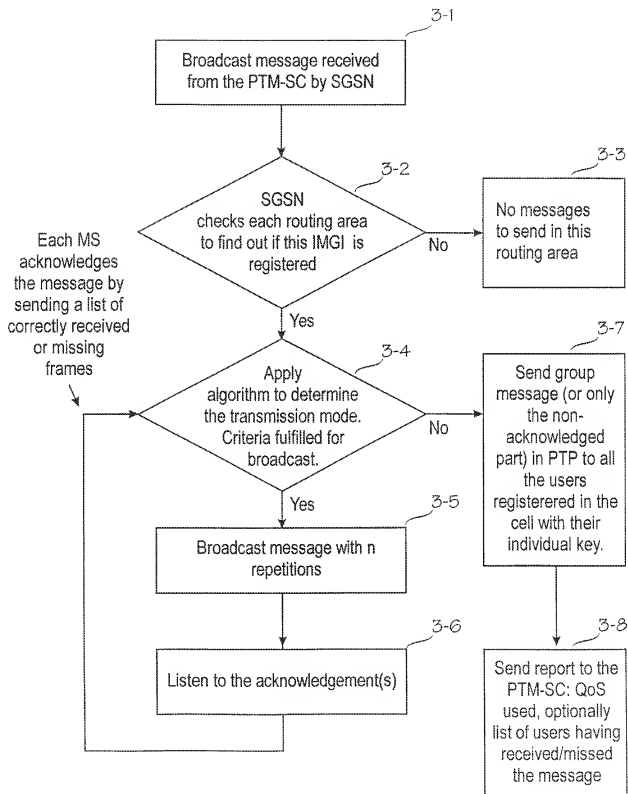 3-1
Broadcast message received
from the PTM-SC by SGSN
3-2
SGSN
checks each routing area
to find out if this IMGI is
registered
No
3-3
No messages
to send in this
routing area
Each MS
acknowledges
the message by
sending a list of
correctly received
or missing
frames
Yes
3-4
Apply
algorithm to determine
the transmission mode.
Criteria fulfilled for
broadcast.
No
3-7
Send group
message (or only
the non-
acknowledged
part) in PTP to all
the users
registerered in the
cell with their
individual key.
Yes
3-5
Broadcast message with n
repetitions
3-6
Listen to the acknowledgement(s)
3-8
Send report to the
PTM-SC: QoS
used, optionally
list of users having
received/missed
the message